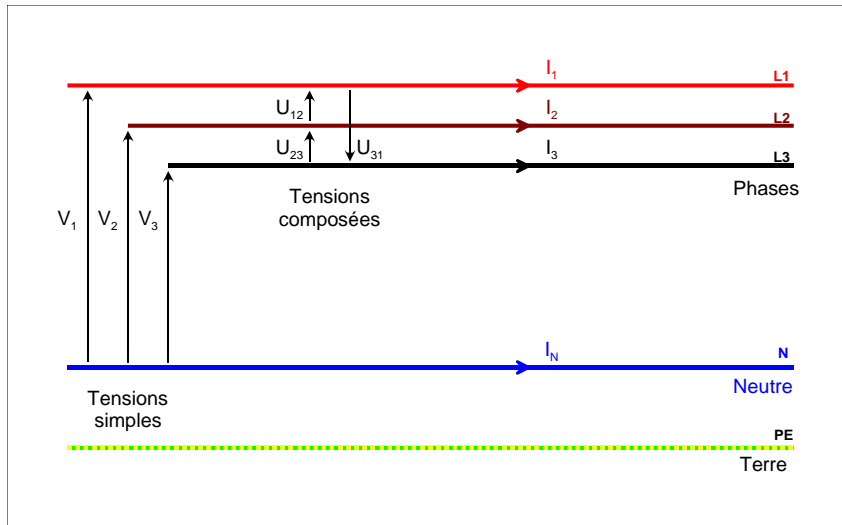 I1
L1
U12
I2
L2
U23
U31
I3
L3
Tensions
composées
Phases
V1
V2
V3
IN
N
Neutre
Tensions
simples
PE
Terre